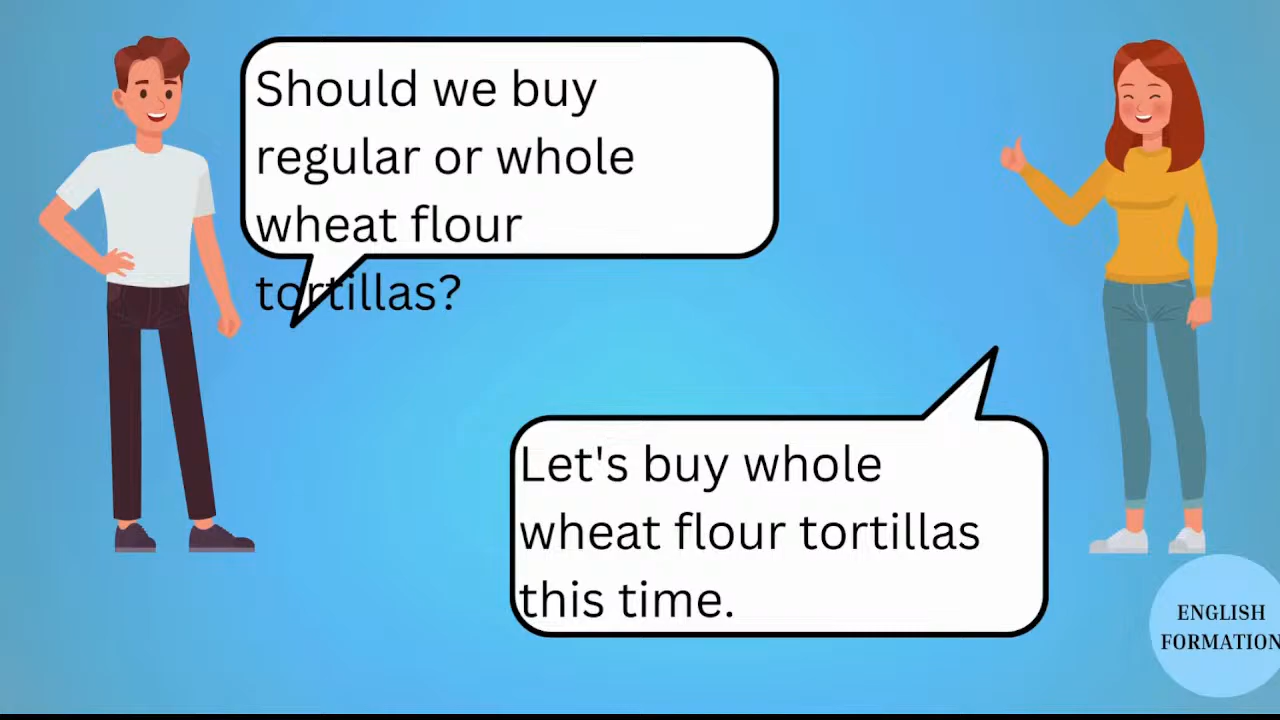 Should we buy
regular or whole
wheat flour
tortillas?
Let's buy whole
wheat flour tortillas
this time.
ENGLISH
FORMATION